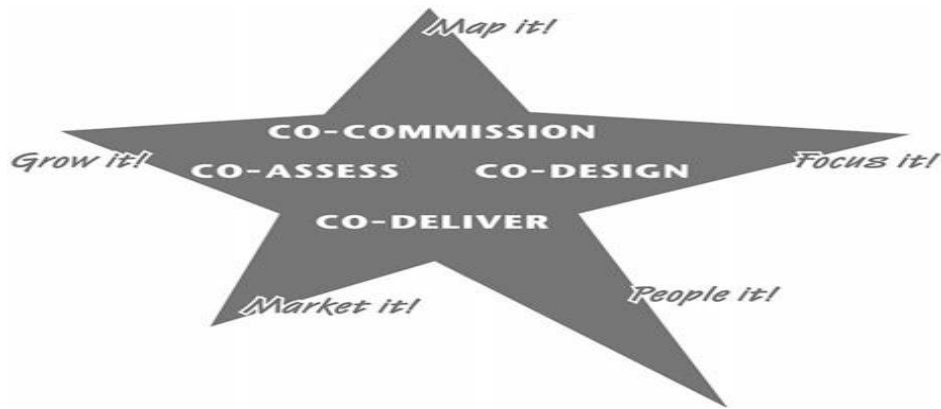 Map it!
CO-COMMISSION
Grow it!
Focus it!
CO-ASSESS
CO-DESIGN
CO-DELIVER
People it!
Market it!